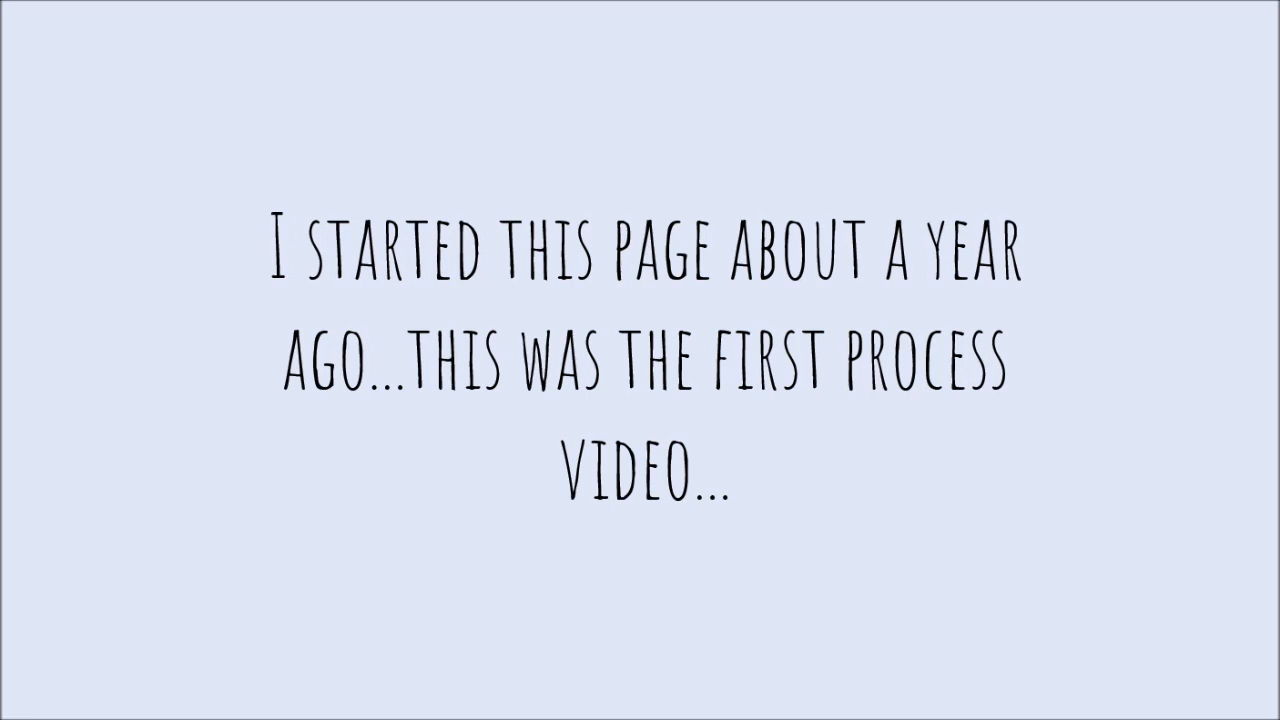 I STARTED THIS PAGE ABOUT A YEAR
AGO...THIS WAS THE FIRST PROCESS
VIDEO...